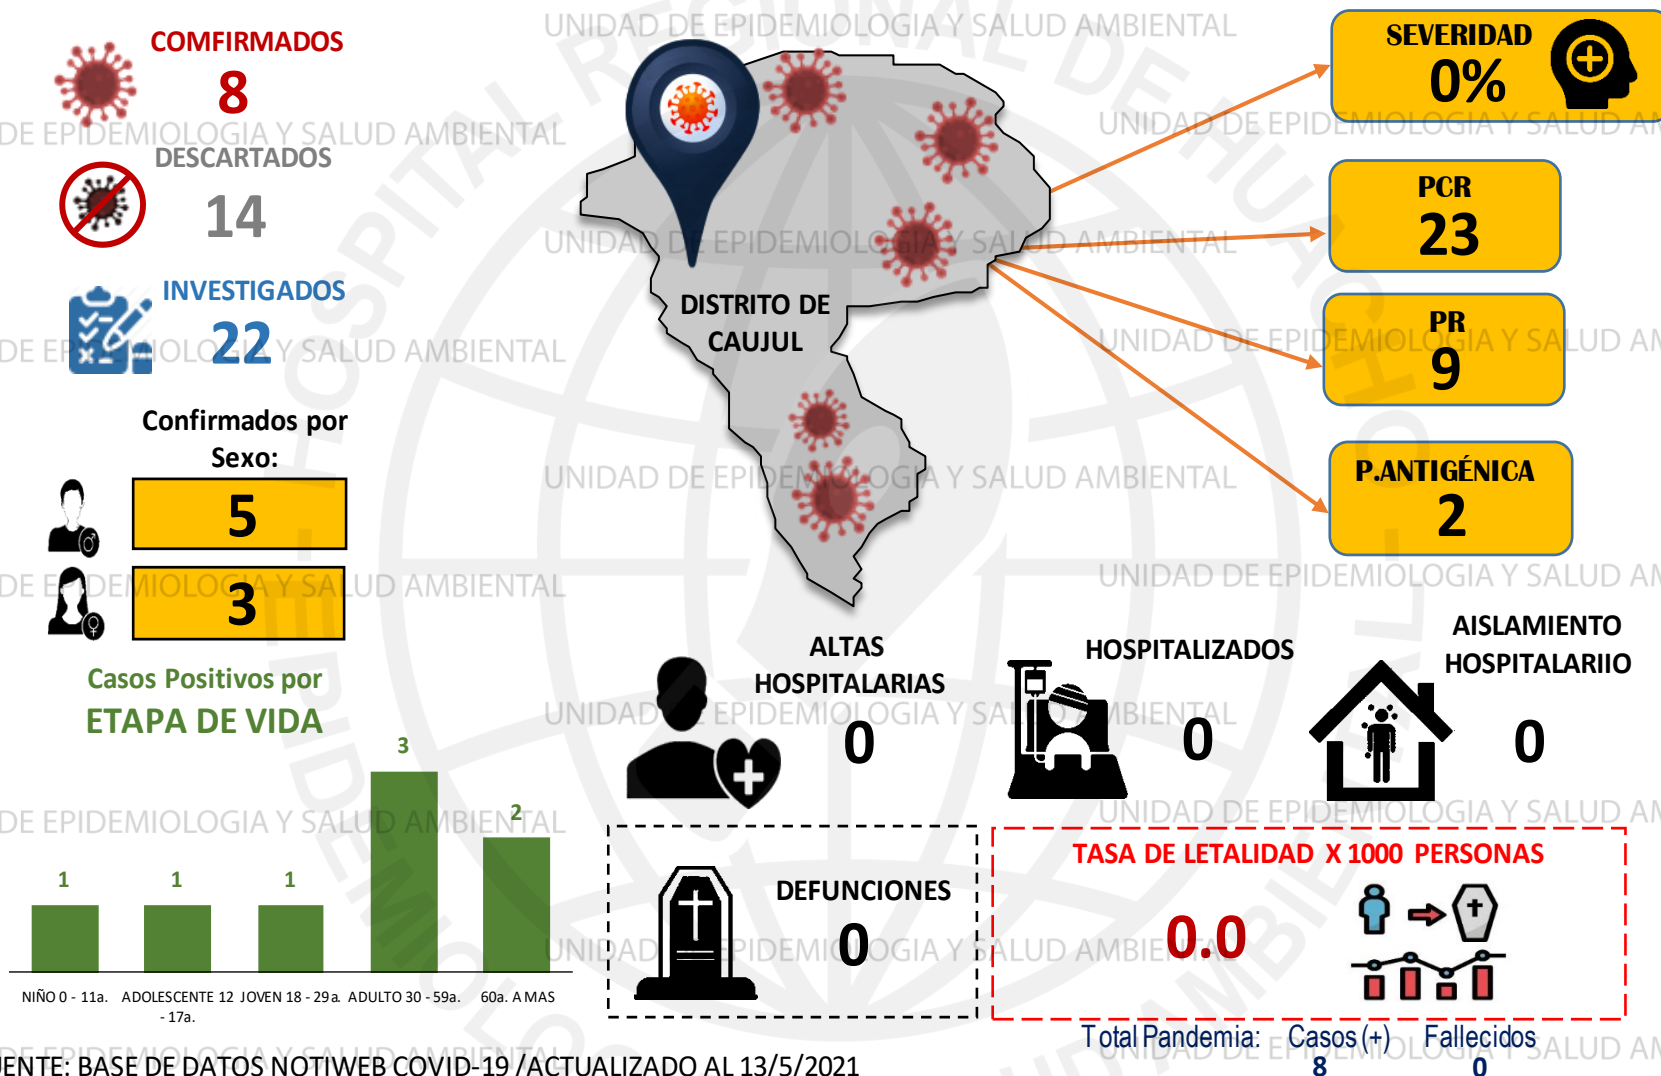 COMFIRMADOS
8
DESCARTADOS
14
INVESTIGADOS
22
Confirmados por
Sexo:
5
3
Casos Positivos por
ETAPA DE VIDA
1
1
1
3
2
NIÑO 0 - 11a.
ADOLESCENTE 12
- 17a.
JOVEN 18 - 29a.
ADULTO 30 - 59a.
60a. A MAS
DISTRITO DE
CAUJUL
SEVERIDAD
0%
PCR
23
PR
9
P.ANTIGÉNICA
2
ALTAS
HOSPITALARIAS
0
HOSPITALIZADOS
0
AISLAMIENTO
HOSPITALARIIO
0
DEFUNCIONES
0
TASA DE LETALIDAD X 1000 PERSONAS
0.0
Total Pandemia: Casos (+) Fallecidos
8 0
UENTE: BASE DE DATOS NOTIWEB COVID-19 /ACTUALIZADO AL 13/5/2021
UNIDAD DE EPIDEMIOLOGIA Y SALUD AMBIENTAL
HOSPITAL REGIONAL DE HUACHO -